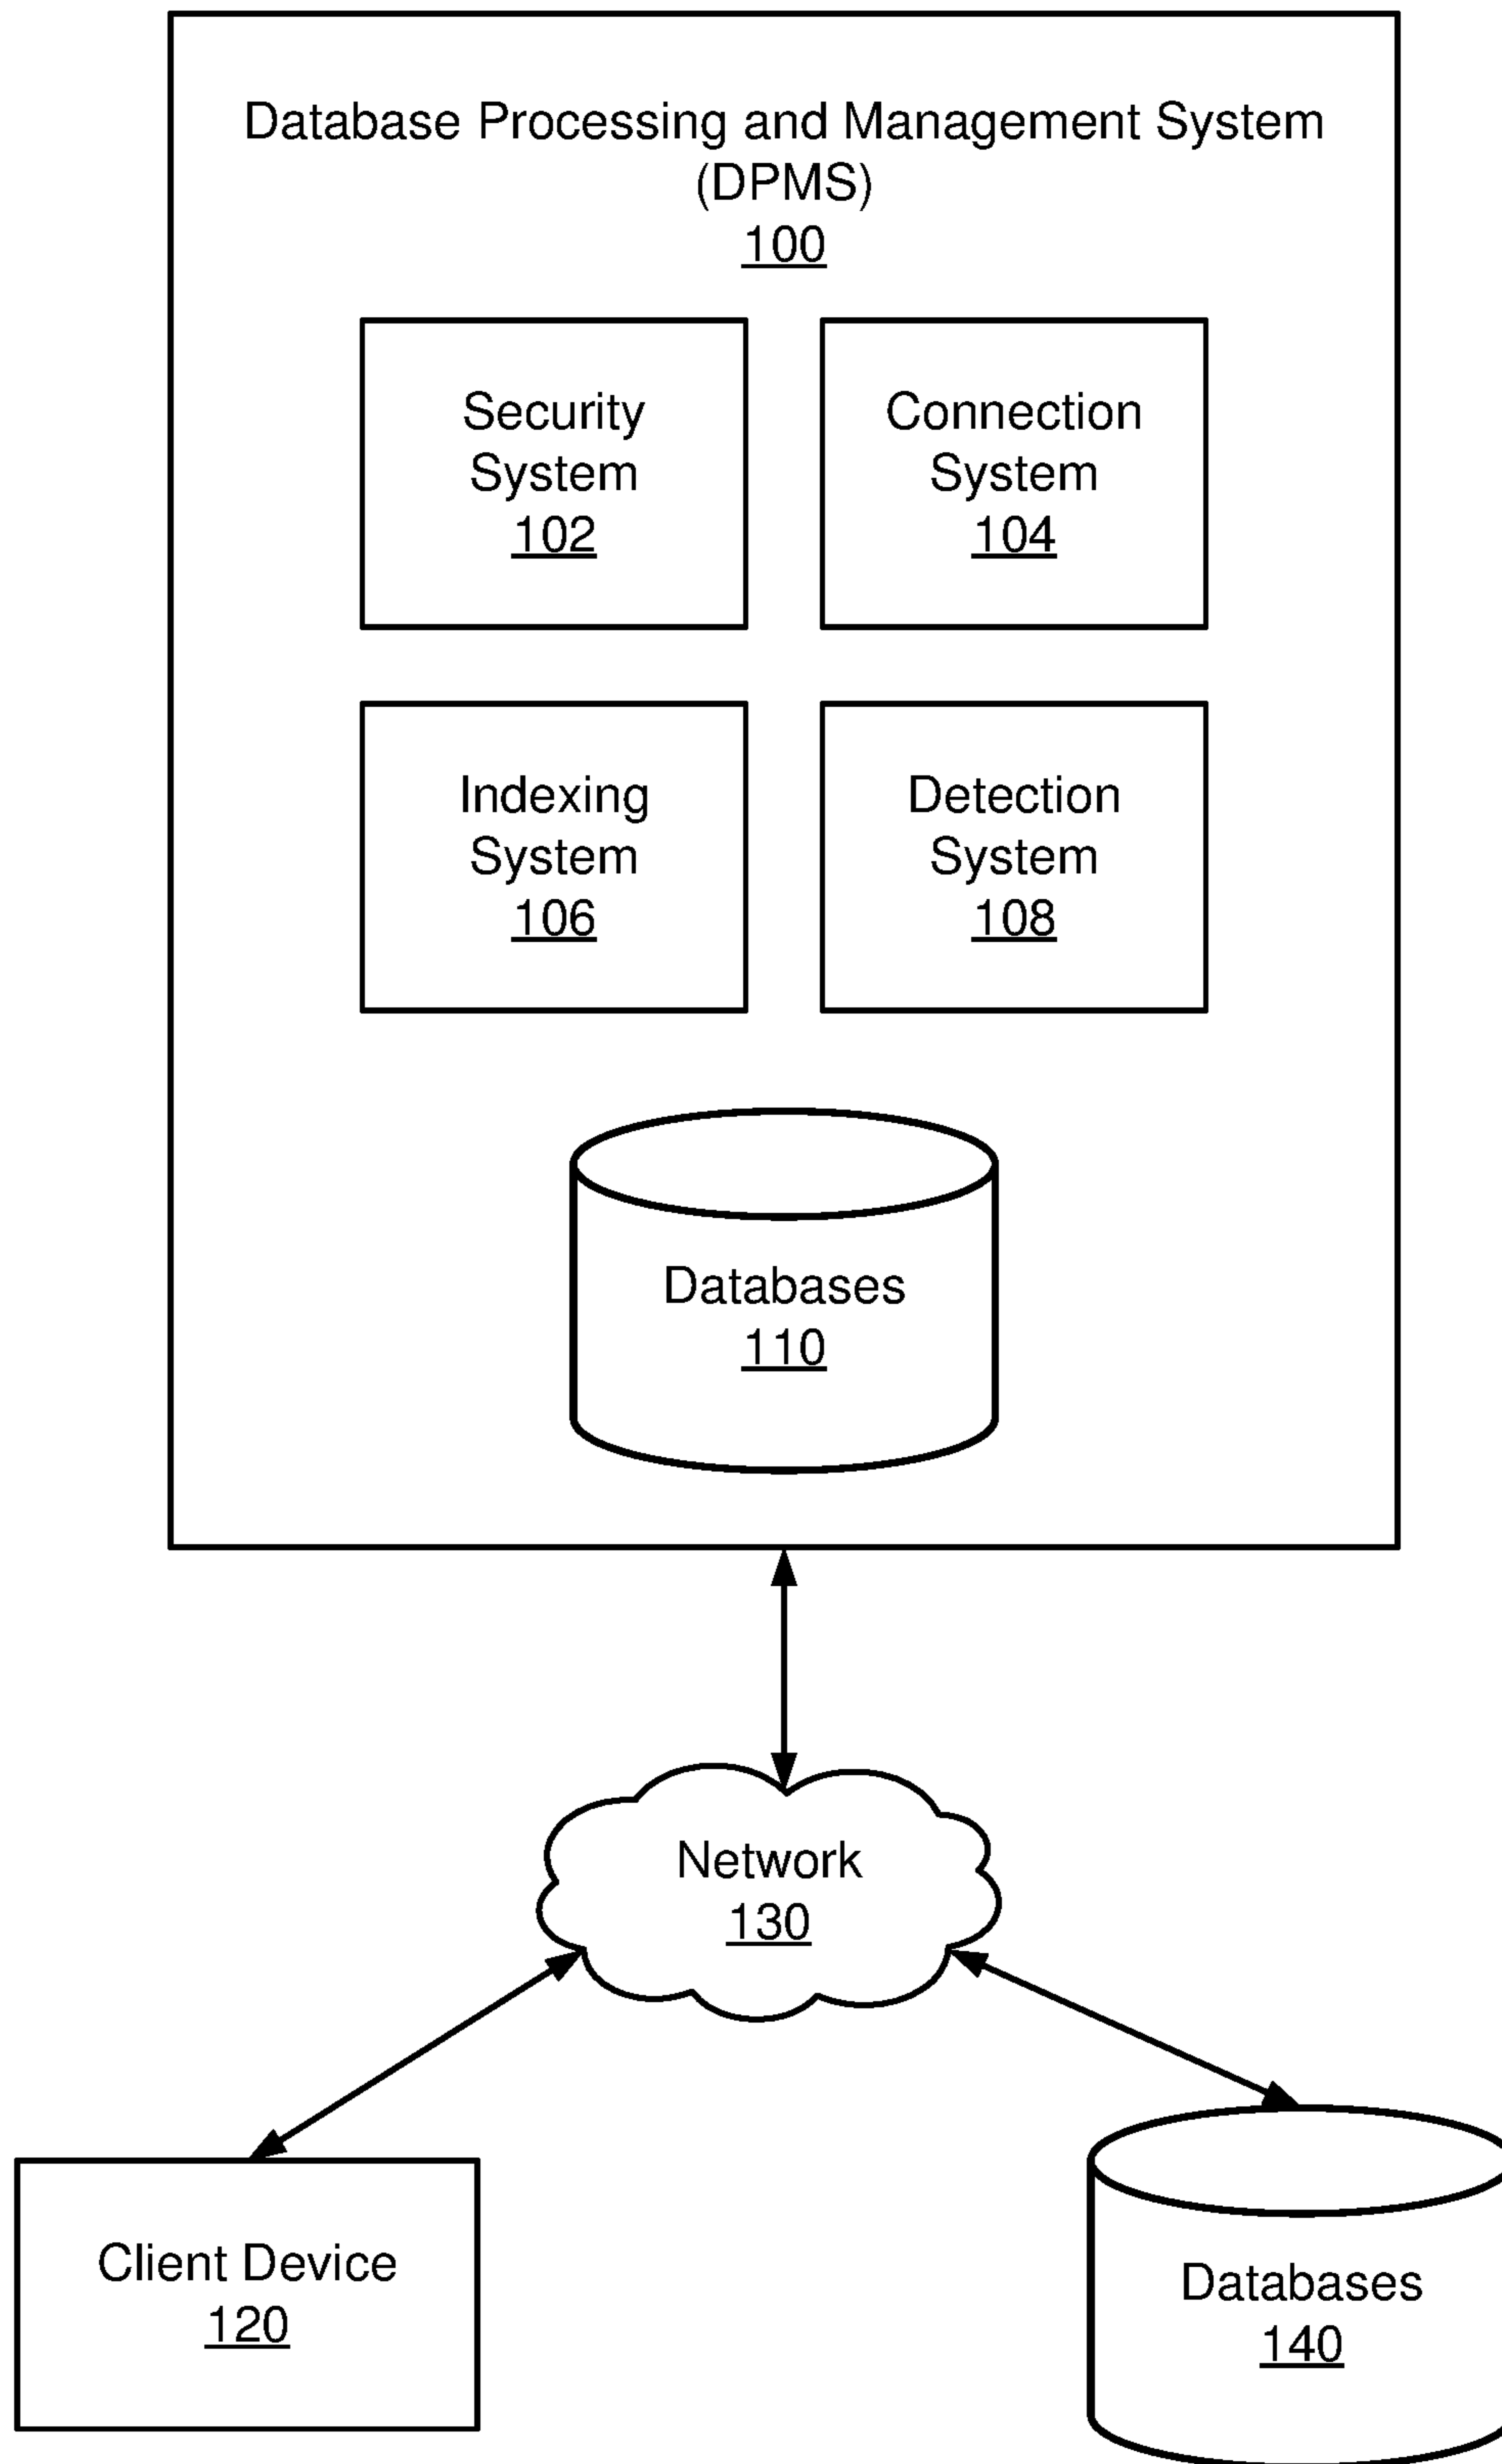 Database Processing and Management System
(DPMS)
100
Security
System
102
Connection
System
104
Indexing
System
106
Detection
System
108
Databases
110
Network
130
Client Device
120
Databases
140